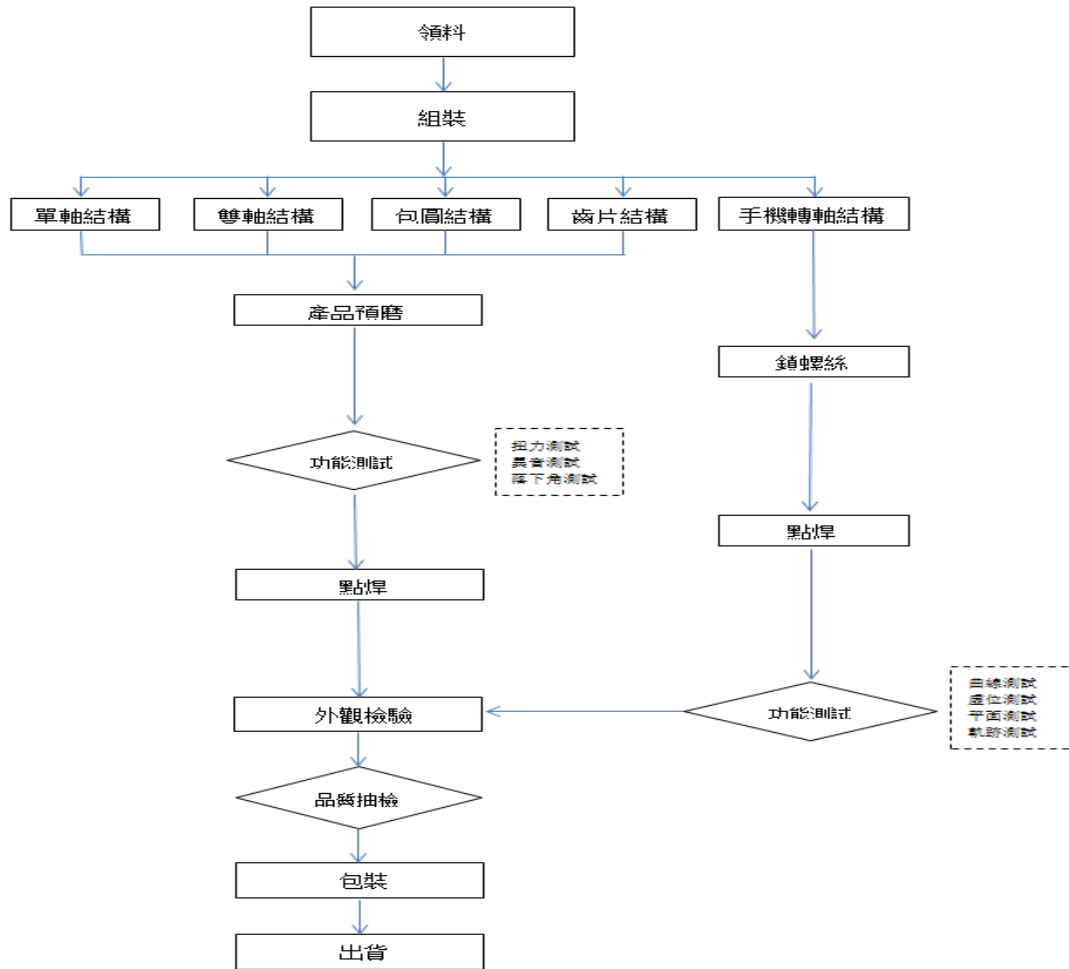 領料
組裝
單軸結構
雙軸結構
包圓結構
齒片結構
手機轉軸結構
產品預磨
鎖螺絲
功能測試
扭力測試
異音測試
落下角測試
點焊
點焊
外觀檢驗
功能測試
曲線測試
虛位測試
平面測試
軌跡測試
品質抽檢
包裝
出貨